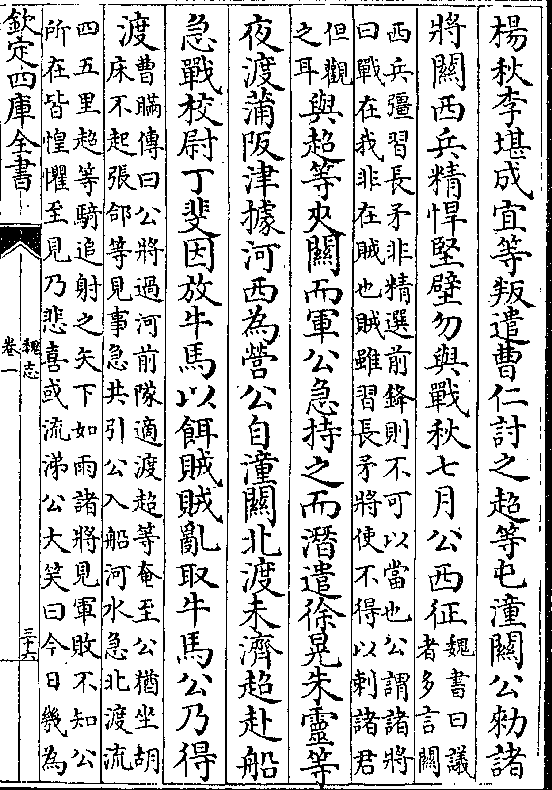 楊秋李堪成宜等叛遣曹仁討之超等屯潼關公勑諸
將關西兵精悍堅壁勿與戰秋七月公西征
魏書曰議
者多言關
西兵彊習長矛非精選前鋒則不可以當也公謂諸將
曰戰在我非在賊也賊雖習長矛將使不得以刺諸君
但觀
之耳
與超等夾關而軍公急持之而潛遣徐晃朱靈等
夜渡蒲阪津據河西為營公自潼關北渡未濟超赴船
急戰校尉丁斐因放牛馬以餌賊賊亂取牛馬公乃得
渡
曹瞞傳曰公將過河前隊適渡超等奄至公猶坐胡
床不起張郃等見事急共引公入船河水急北渡流
四五里超等騎追射之矢下如雨諸將見軍敗不知公
所在皆惶懼至見乃悲喜或流涕公大笑曰今日幾為
欽定四庫全書
魏志
卷一
三十六